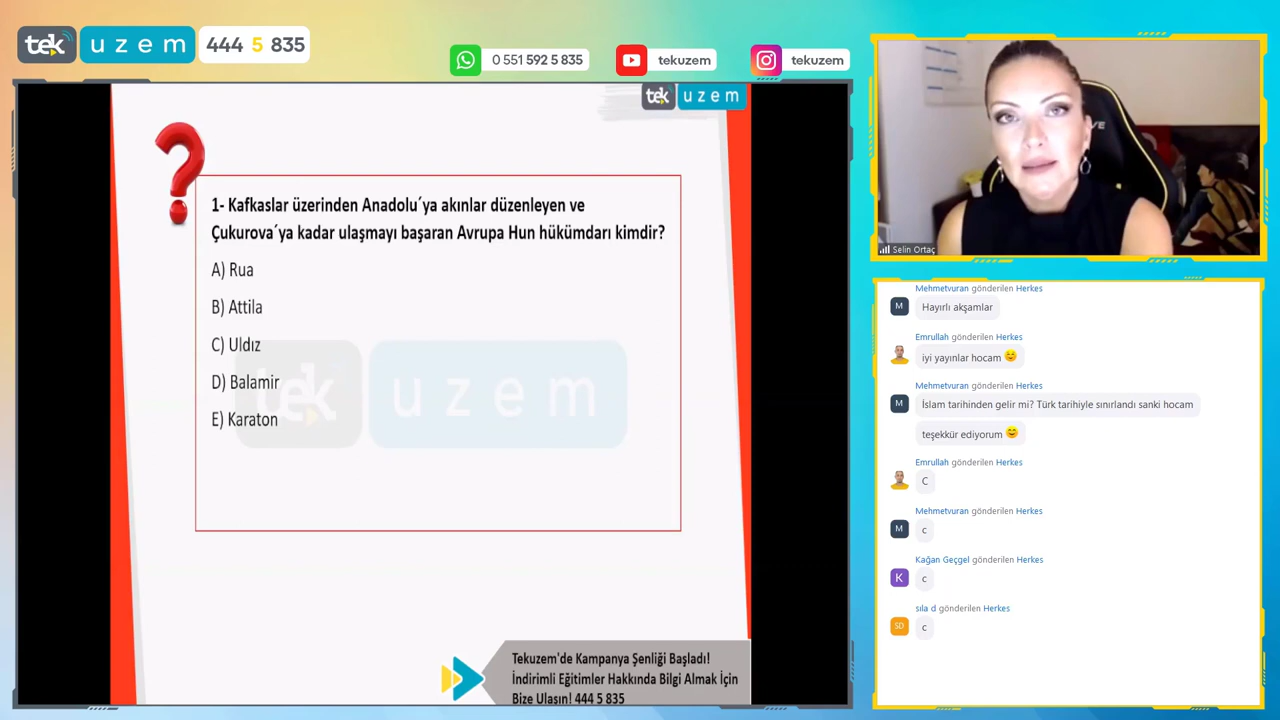 tek uzem 444 5 835
0 551 592 5 835
tekuzem
tekuzem
tek uzem
1- Kafkaslar üzerinden Anadolu´ya akınlar düzenleyen ve
Çukurova´ya kadar ulaşmayı başaran Avrupa Hun hükümdarı kimdir?
A) Rua
B) Attila
C) Uldız
D) Balamir
E) Karaton
tek uzem
Tekuzem'de Kampanya Şenliği Başladı!
İndirimli Eğitimler Hakkında Bilgi Almak İçin
Bize Ulaşın! 444 5 835
Selin Ortaç
Mehmetvuran gönderilen Herkes
M
Hayırlı akşamlar
Emrullah gönderilen Herkes
iyi yayınlar hocam 😊
Mehmetvuran gönderilen Herkes
M
İslam tarihinden gelir mi? Türk tarihiyle sınırlandı sanki hocam
teşekkür ediyorum 😊
Emrullah gönderilen Herkes
C
Mehmetvuran gönderilen Herkes
M
c
Kağan Geçgel gönderilen Herkes
K
c
sıla d gönderilen Herkes
SD
c